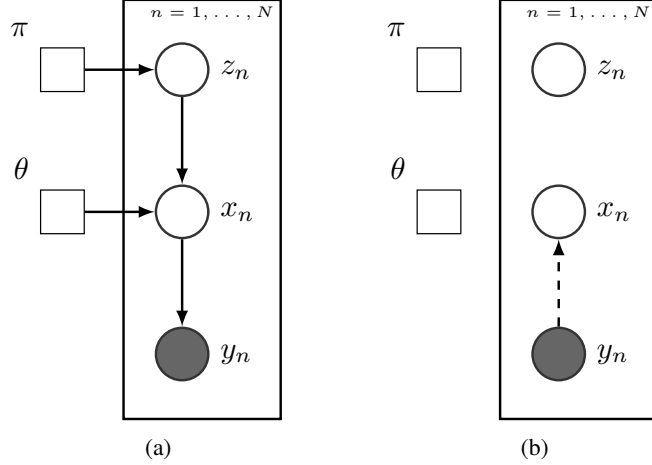 π
n = 1, . . . , N
z_n
θ
x_n
y_n
(a)
π
n = 1, . . . , N
z_n
θ
x_n
y_n
(b)